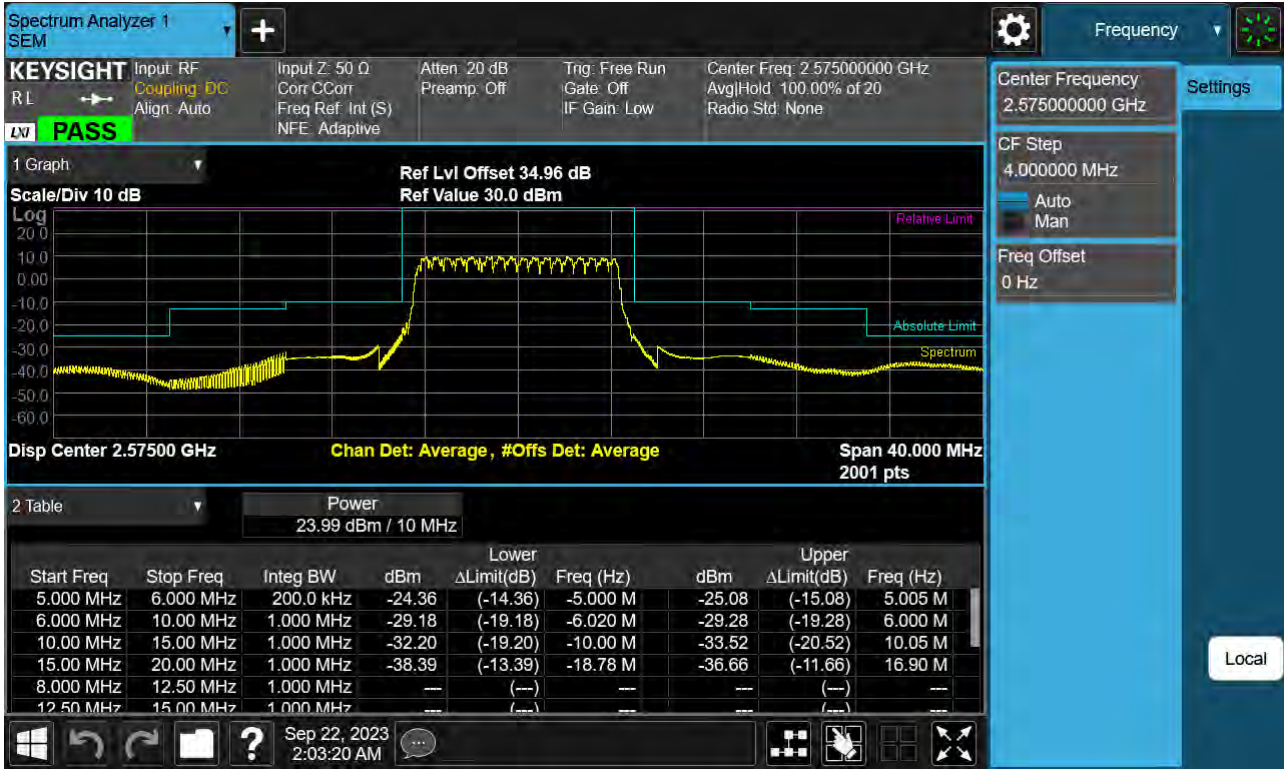 Spectrum Analyzer 1
SEM
Frequency
KEYSIGHT
R L
LXI
PASS
Input: RF
Coupling: DC
Align: Auto
Input Z: 50 Ω
Corr CCorr
Freq Ref: Int (S)
NFE: Adaptive
Atten: 20 dB
Preamp: Off
Trig: Free Run
Gate: Off
IF Gain: Low
Center Freq: 2.575000000 GHz
Avg|Hold: 100.00% of 20
Radio Std: None
Center Frequency
2.575000000 GHz
Settings
CF Step
4.000000 MHz
Auto
Man
Freq Offset
0 Hz
Local
1 Graph
Scale/Div 10 dB
Ref Lvl Offset 34.96 dB
Ref Value 30.0 dBm
Log
20.0
10.0
0.00
-10.0
-20.0
-30.0
-40.0
-50.0
-60.0
Relative Limit
Absolute Limit
Spectrum
Disp Center 2.57500 GHz
Chan Det: Average, #Offs Det: Average
Span 40.000 MHz
2001 pts
2 Table
Power
23.99 dBm / 10 MHz
Lower Upper
Start Freq Stop Freq Integ BW dBm ΔLimit(dB) Freq (Hz) dBm ΔLimit(dB) Freq (Hz)
5.000 MHz 6.000 MHz 200.0 kHz -24.36 (-14.36) -5.000 M -25.08 (-15.08) 5.005 M
6.000 MHz 10.00 MHz 1.000 MHz -29.18 (-19.18) -6.020 M -29.28 (-19.28) 6.000 M
10.00 MHz 15.00 MHz 1.000 MHz -32.20 (-19.20) -10.00 M -33.52 (-20.52) 10.05 M
15.00 MHz 20.00 MHz 1.000 MHz -38.39 (-13.39) -18.78 M -36.66 (-11.66) 16.90 M
8.000 MHz 12.50 MHz 1.000 MHz --- (---) --- --- (---) ---
12.50 MHz 15.00 MHz 1.000 MHz --- (---) --- --- (---) ---
Sep 22, 2023
2:03:20 AM